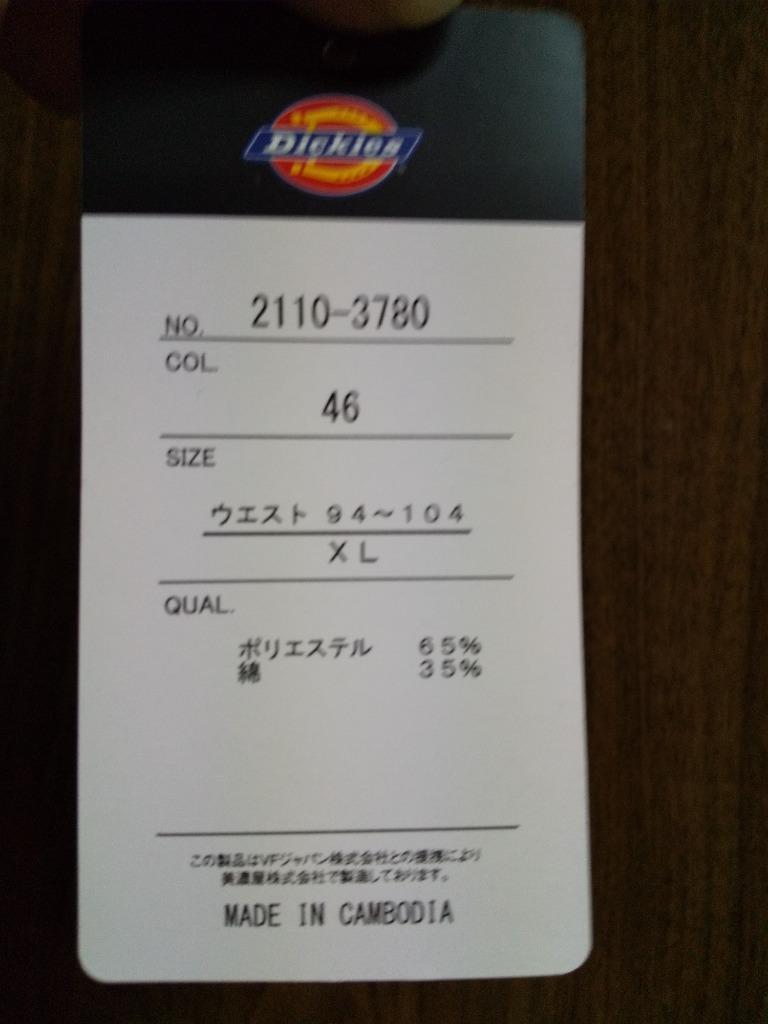 Dickies
NO. 2110-3780
COL.
46
SIZE
ウエスト 94~104
XL
QUAL.
ポリエステル 65%
綿 35%
この製品はVFジャパン株式会社との提携により
美濃屋株式会社で製造しております。
MADE IN CAMBODIA